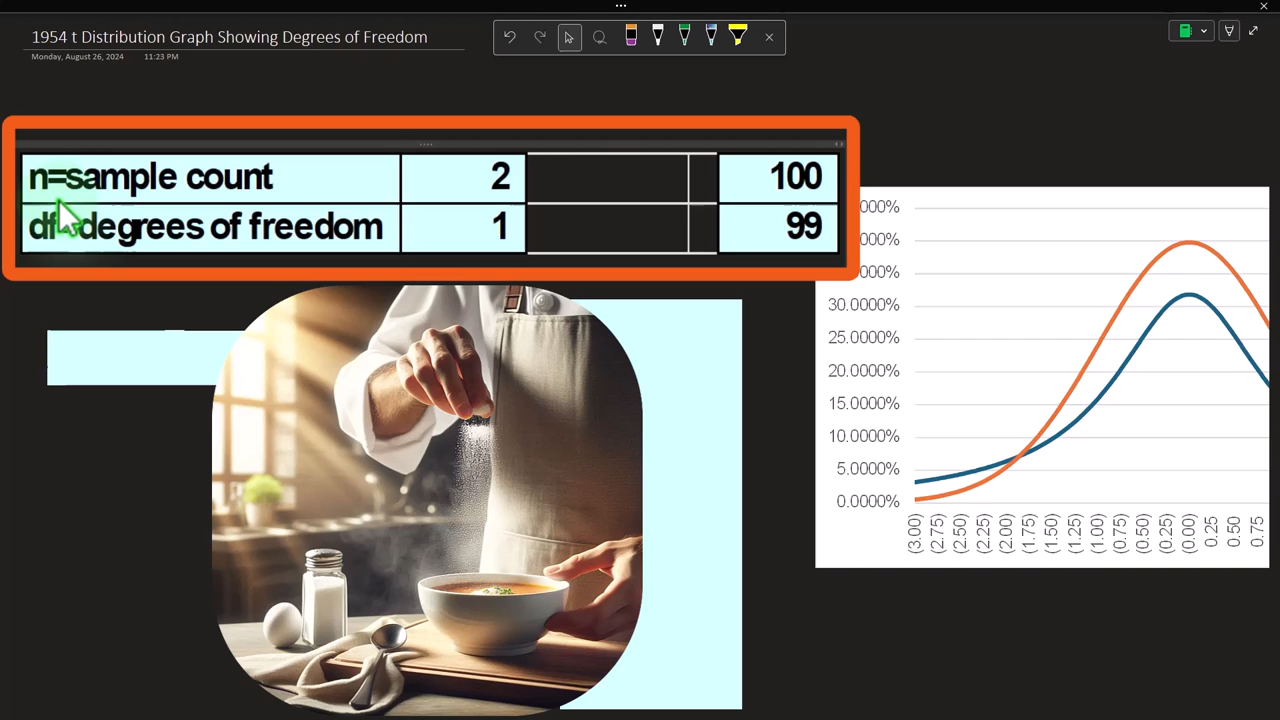 1954 t Distribution Graph Showing Degrees of Freedom
Monday, August 26, 2024 11:23 PM
n=sample count 2 100
degrees of freedom 1 99
30.0000%
25.0000%
20.0000%
15.0000%
10.0000%
5.0000%
0.0000%
(3.00) (2.75) (2.50) (2.25) (2.00) (1.75) (1.50) (1.25) (1.00) (0.75) (0.50) (0.25) (0.00) 0.25 0.50 0.75